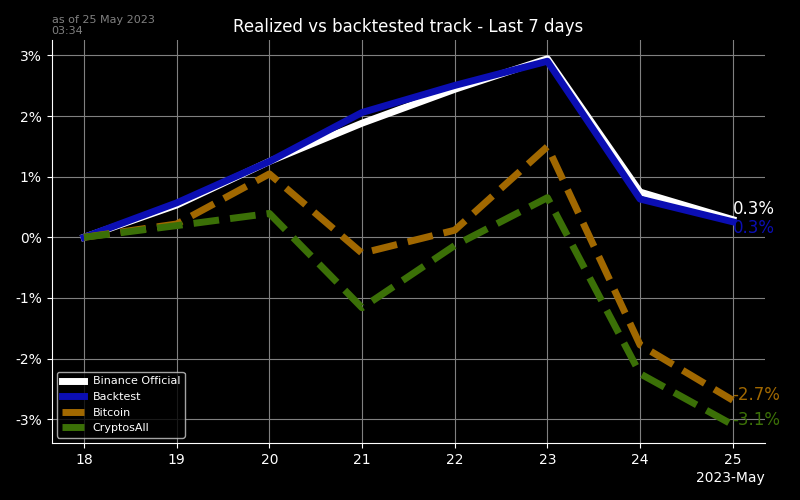 as of 25 May 2023
03:34
Realized vs backtested track - Last 7 days
3%
2%
1%
0%
-1%
-2%
-3%
0.3%
0.3%
-2.7%
-3.1%
Binance Official
Backtest
Bitcoin
CryptosAll
18 19 20 21 22 23 24 25
2023-May